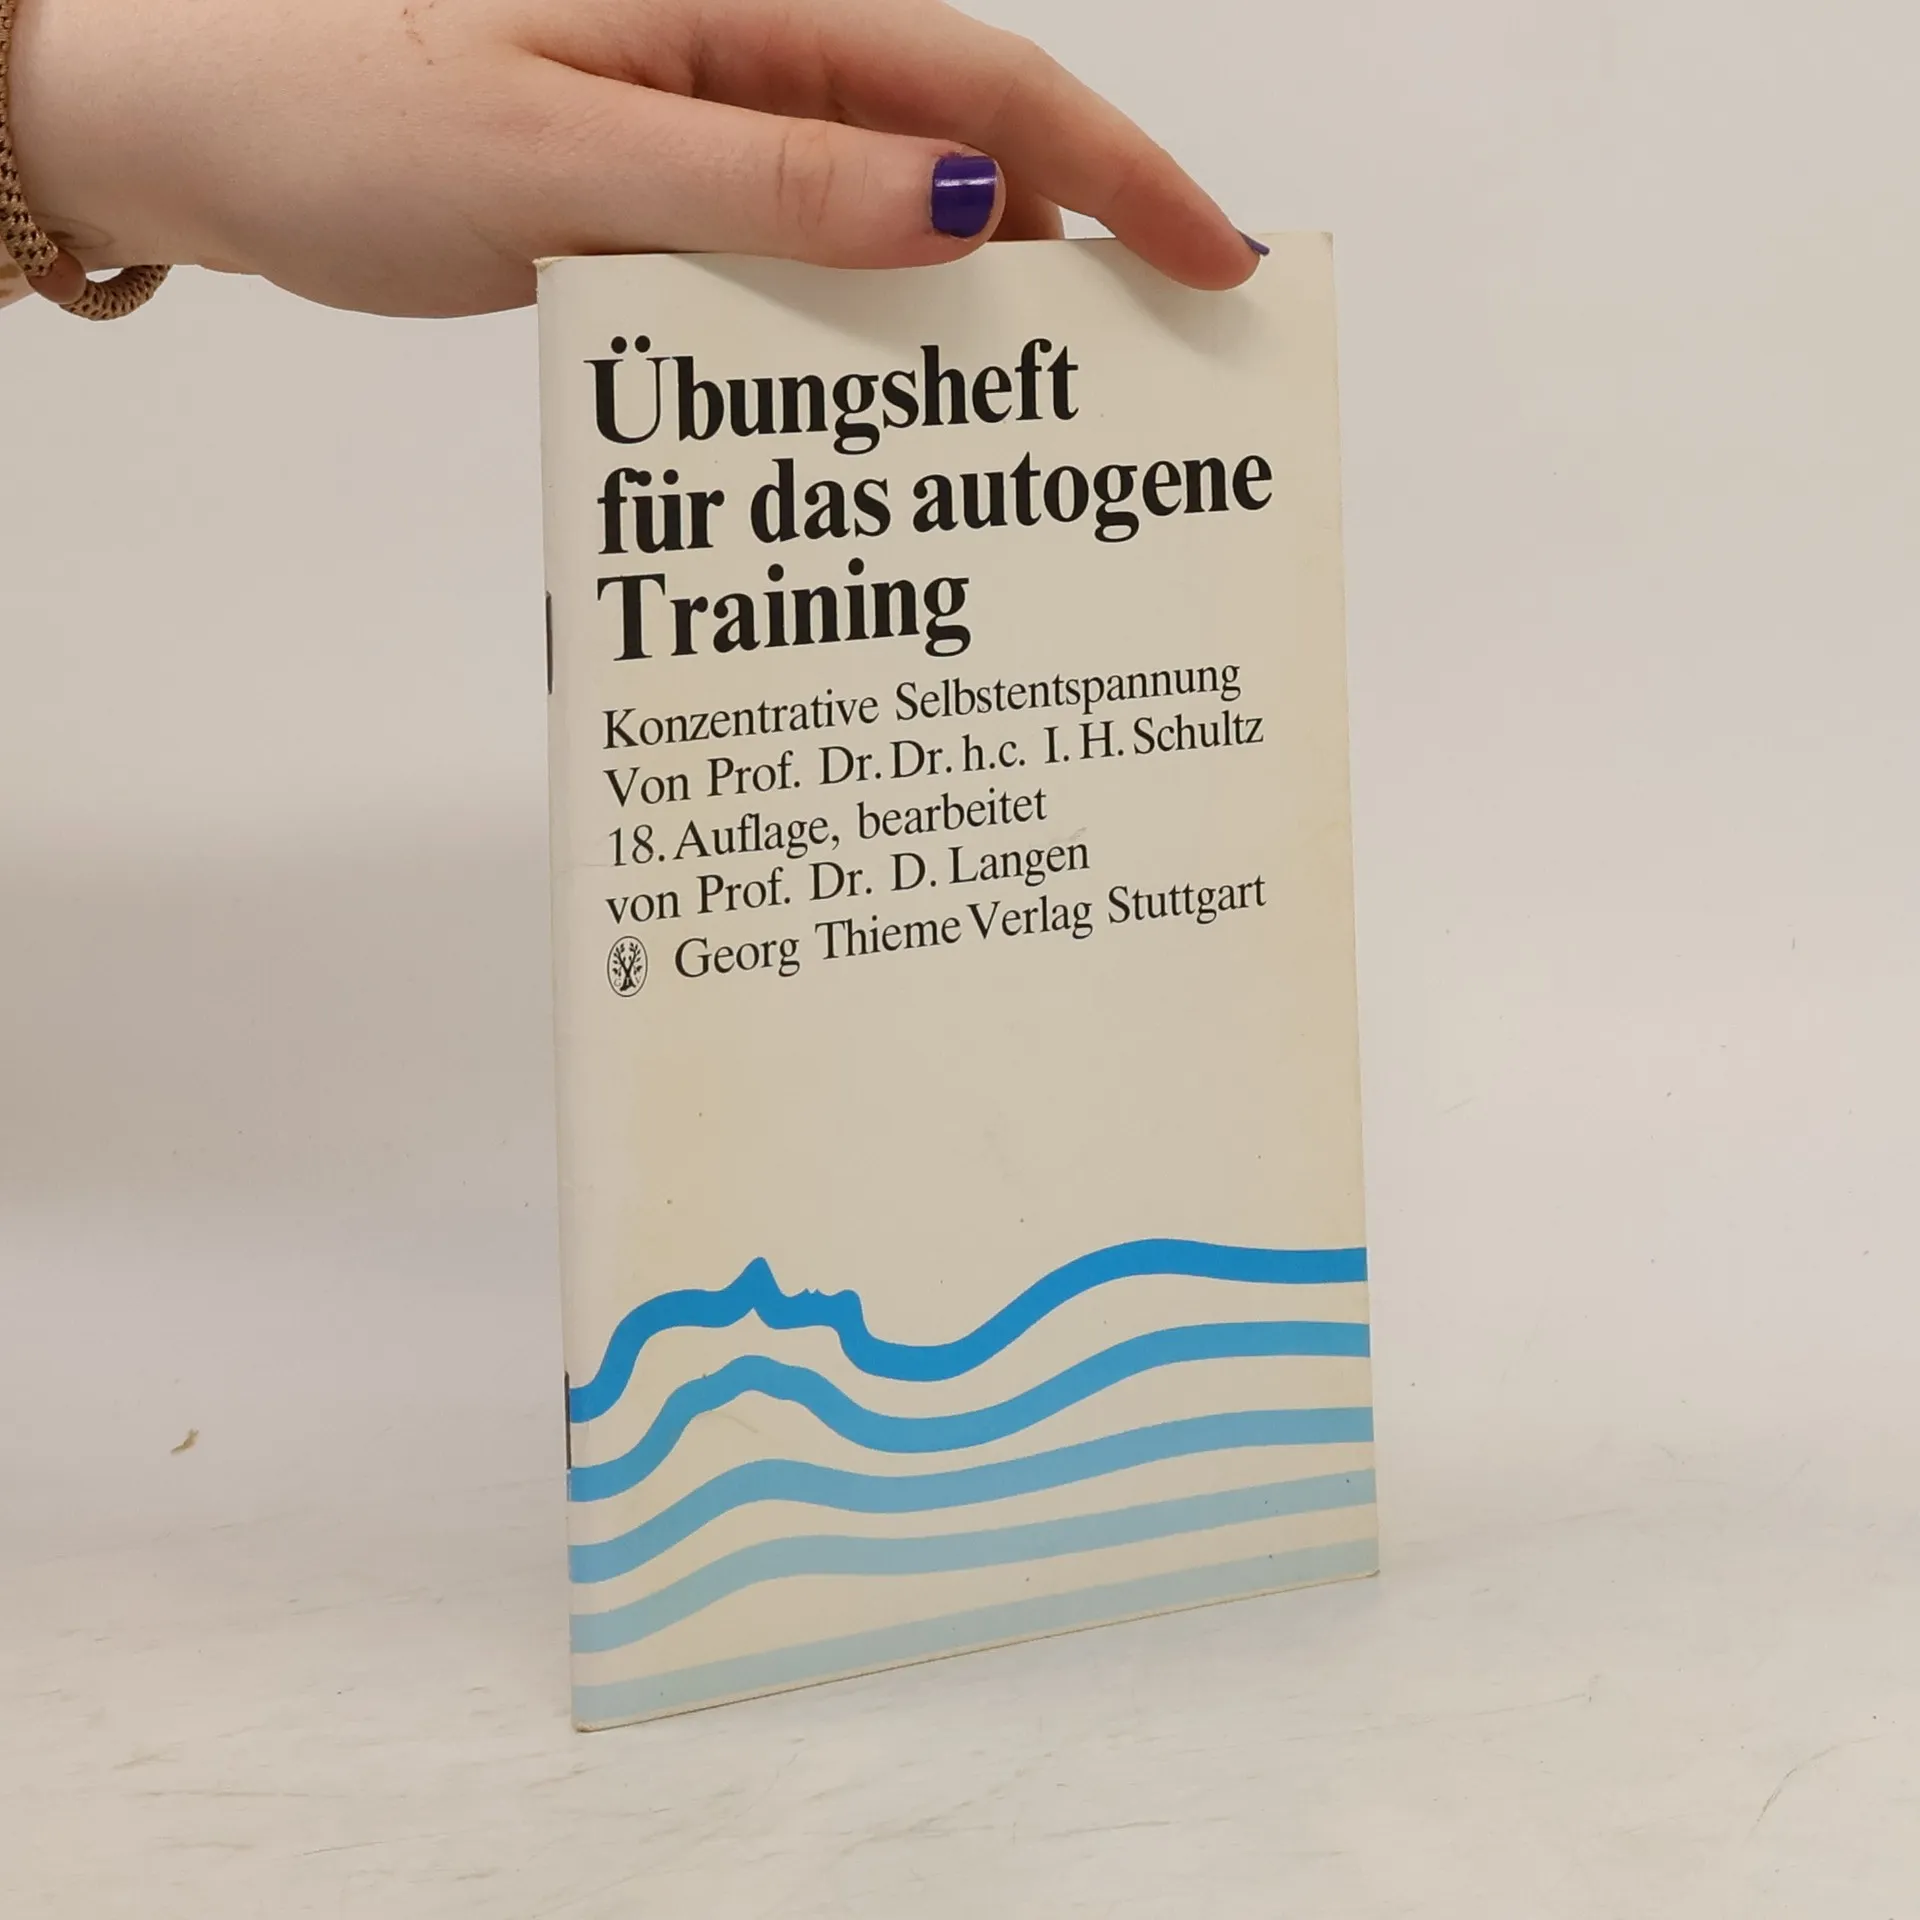 Übungsheft
für das autogene
Training
Konzentrative Selbstentspannung
Von Prof. Dr. Dr. h.c. I. H. Schultz
18. Auflage, bearbeitet
von Prof. Dr. D. Langen
Georg Thieme Verlag Stuttgart